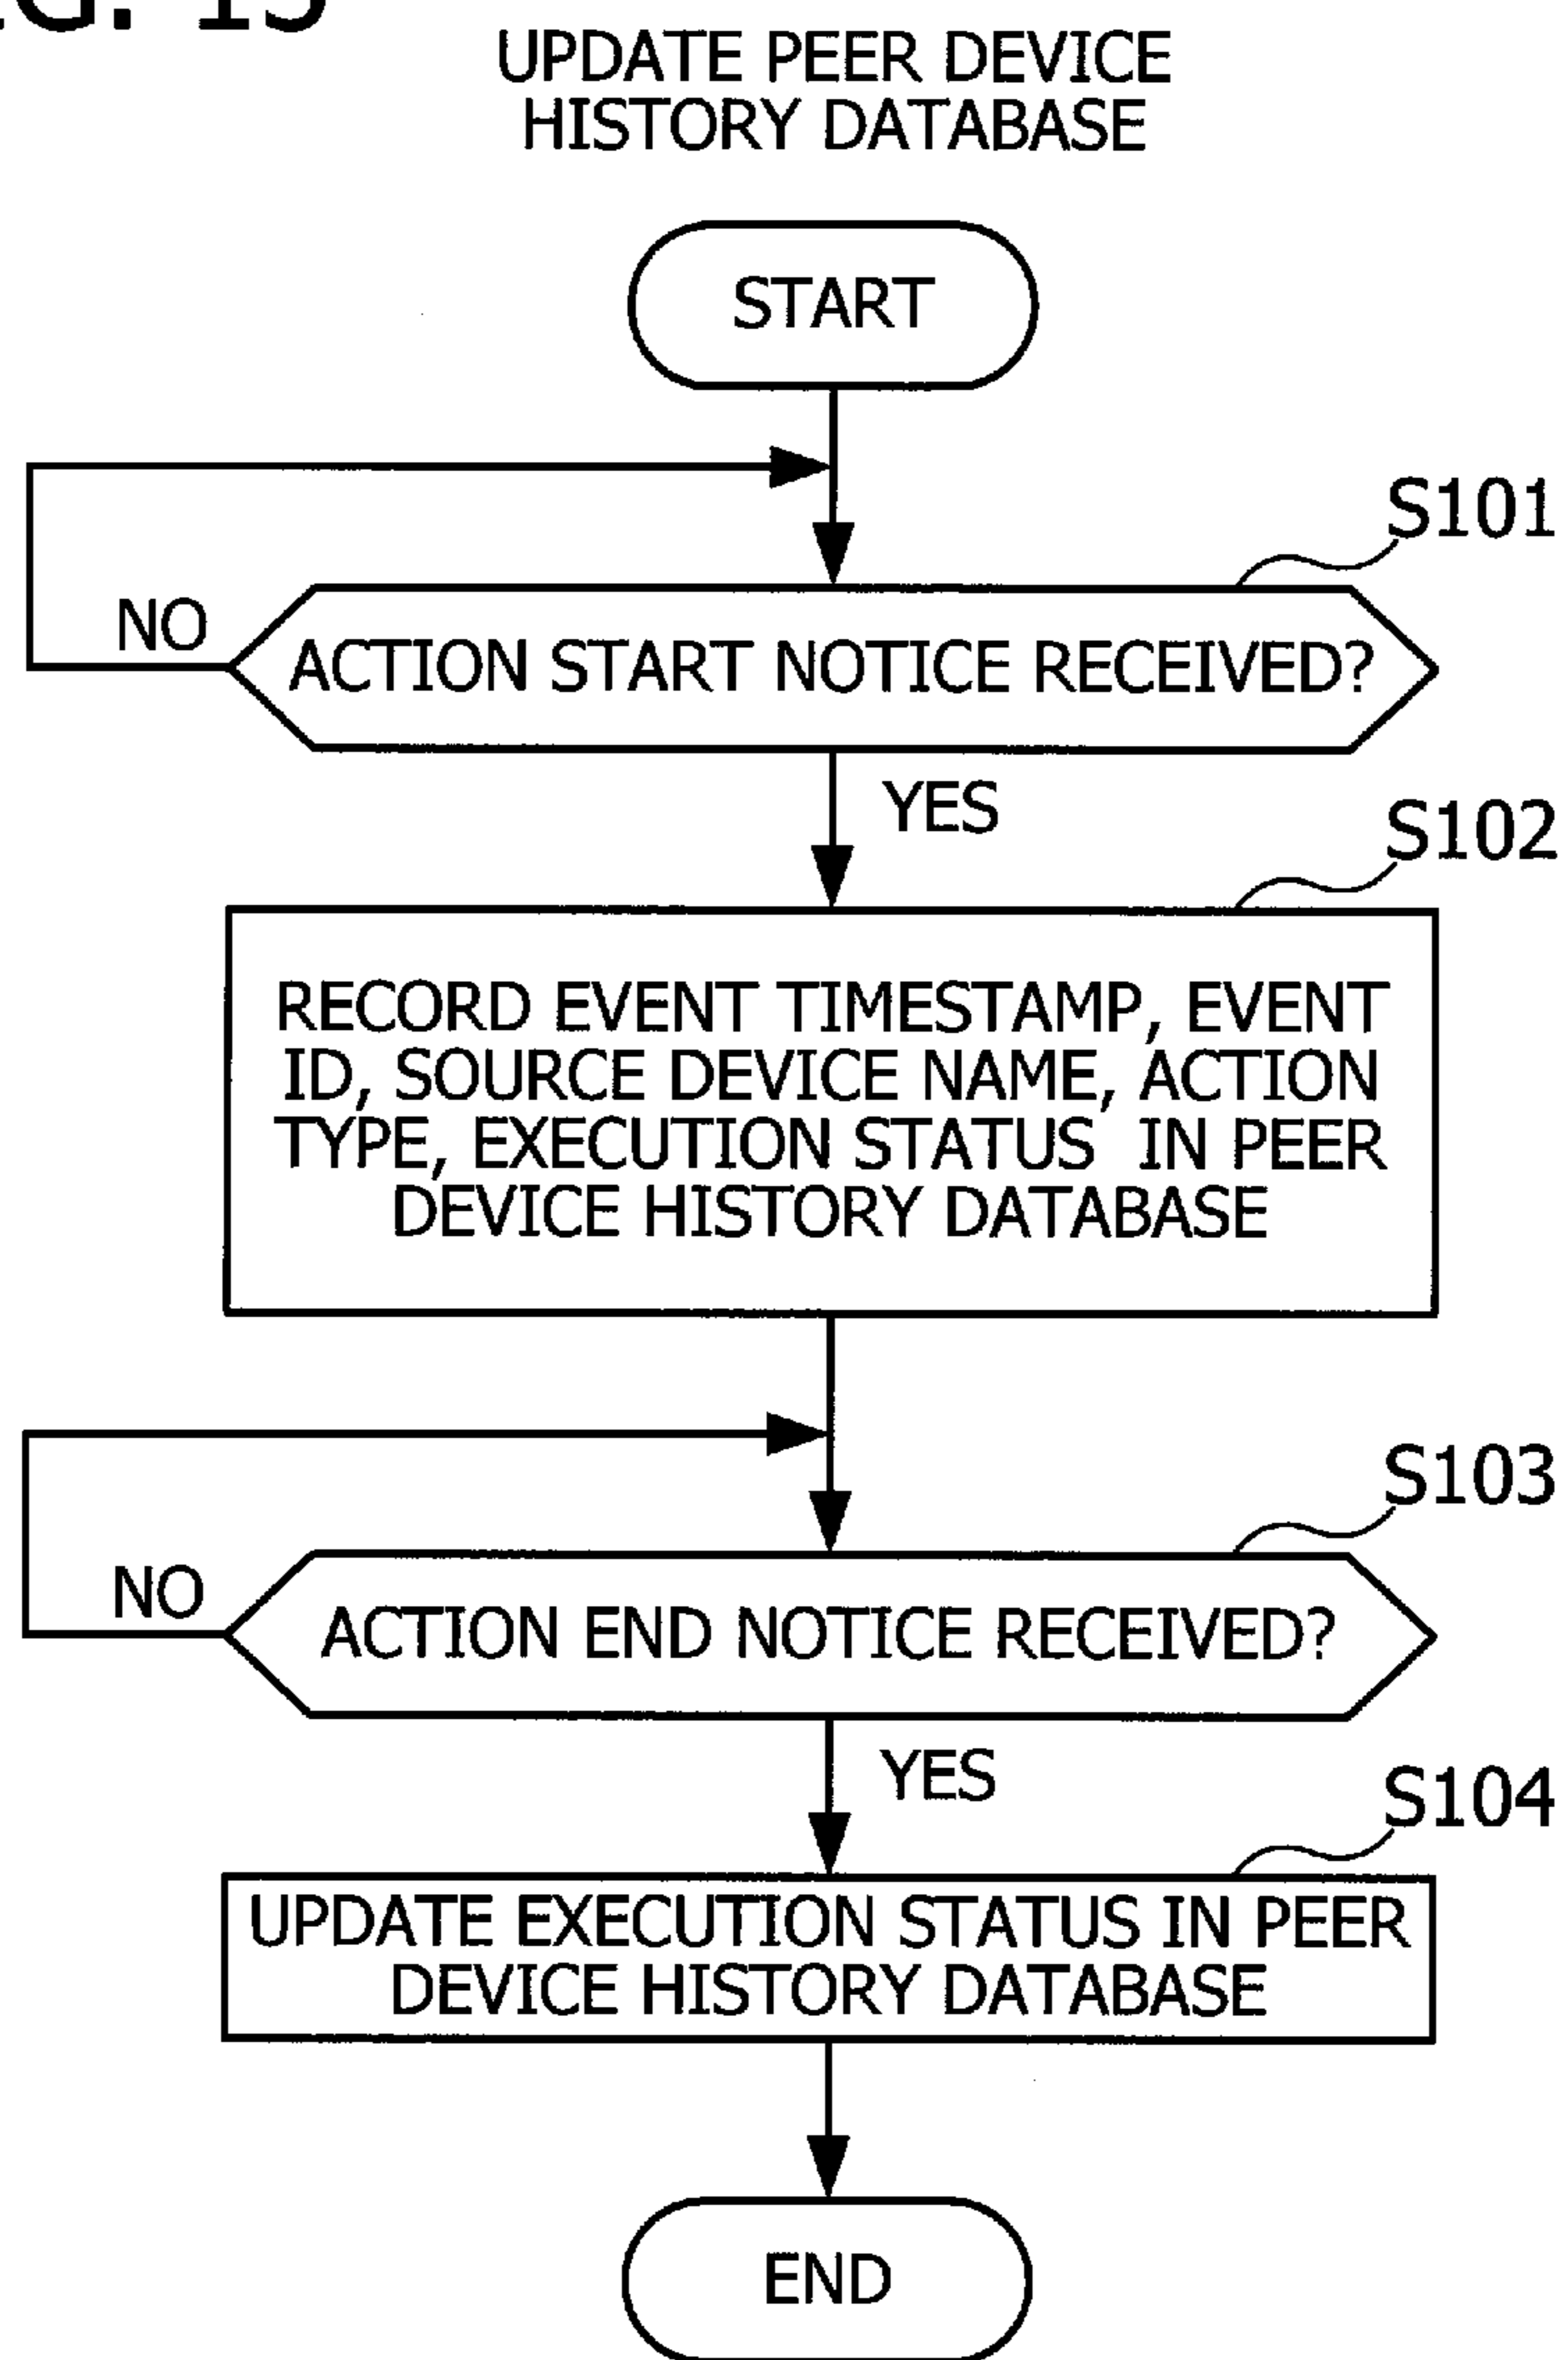 UPDATE PEER DEVICE
HISTORY DATABASE
START
S101
NO
ACTION START NOTICE RECEIVED?
YES
S102
RECORD EVENT TIMESTAMP, EVENT
ID, SOURCE DEVICE NAME, ACTION
TYPE, EXECUTION STATUS IN PEER
DEVICE HISTORY DATABASE
S103
NO
ACTION END NOTICE RECEIVED?
YES
S104
UPDATE EXECUTION STATUS IN PEER
DEVICE HISTORY DATABASE
END